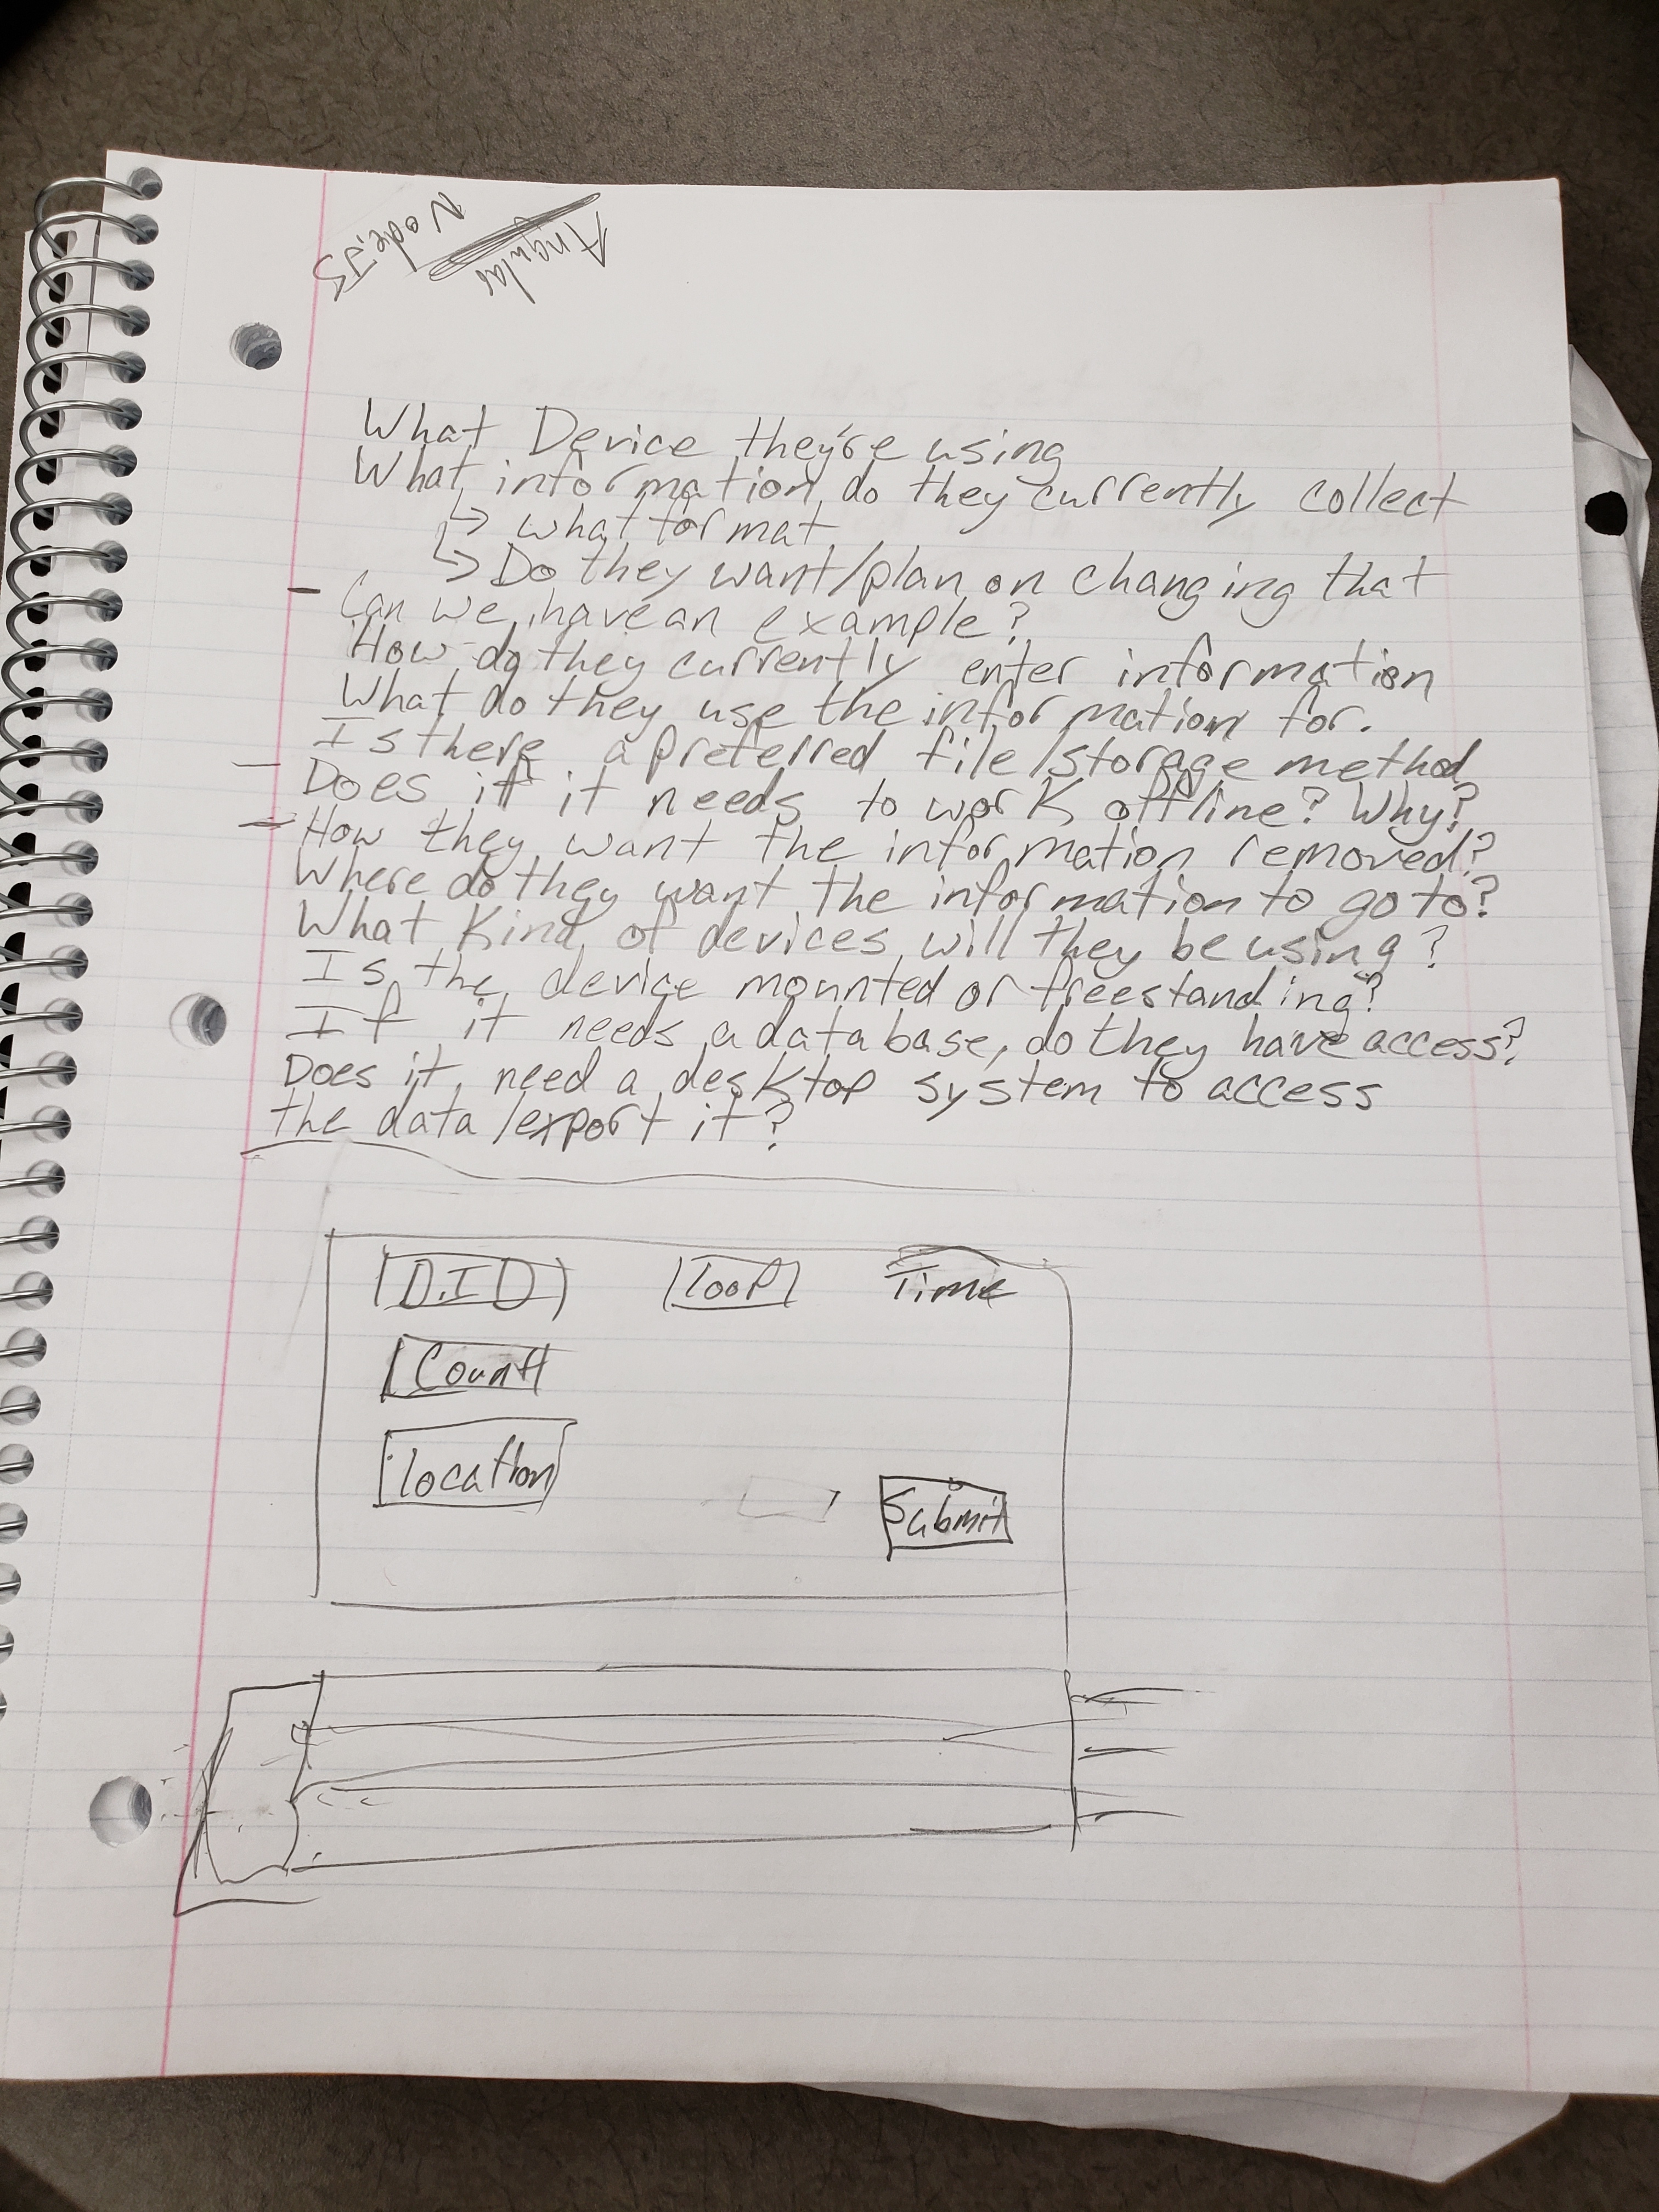 Node.JS
Angular
What Device they're using
What information do they currently collect
↳ what format
↳ Do they want/plan on changing that
- Can we have an example?
How do they currently enter information
What do they use the information for.
Is there a preferred file/storage method
- Does it it needs to work offline? Why?
- How they want the information removed?
Where do they want the information to go to?
What kind of devices will they be using?
Is the device mounted or freestanding?
If it needs a database, do they have access?
Does it need a desktop system to access
the data/export it?
D.ID Time
Count
location
Submit